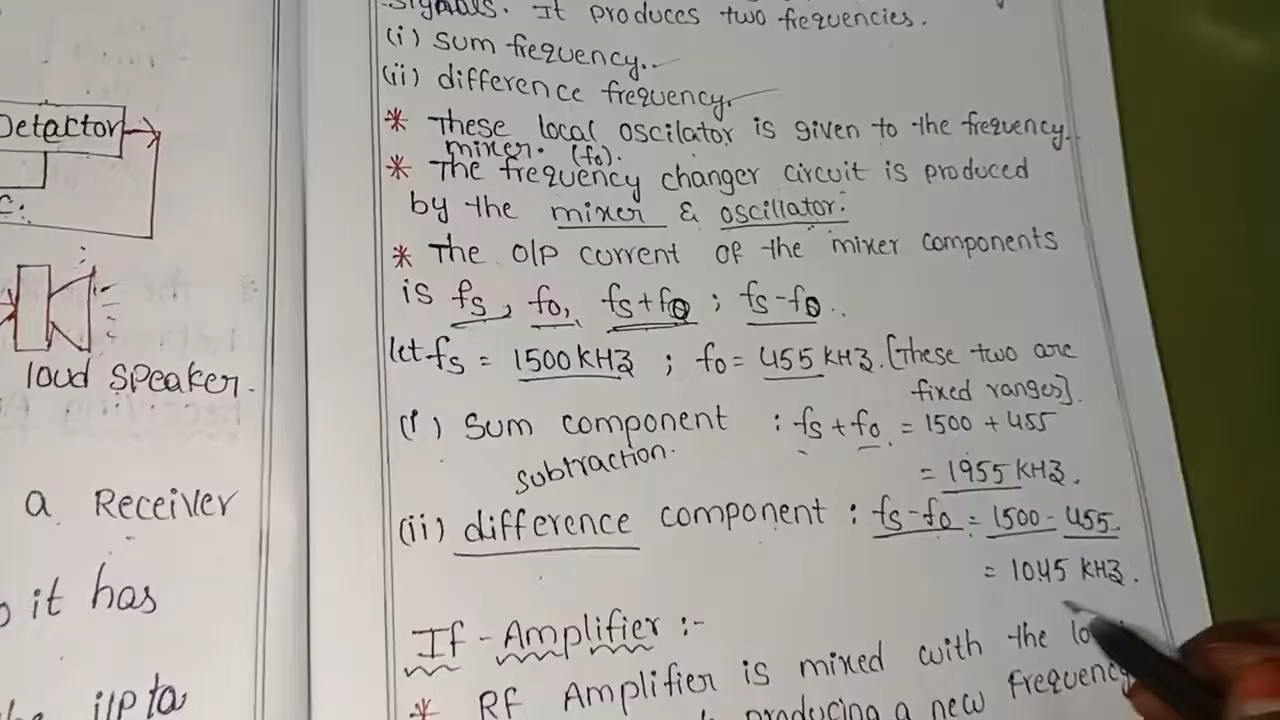 Detactor
C:
loud speaker.
a Receiver
it has
ilp to
signals. It produces two frequencies.
(i) sum frequency.
(ii) difference frequency.
* These local oscilator is given to the frequency
mixer. (fo).
* The frequency changer circuit is produced
by the mixer & oscillator.
* The O/P current of the mixer components
is fs, fo, fs+fo ; fs-fo..
let fs = 1500 KHz ; fo = 455 KHz. [These two are
fixed ranges].
(i) Sum component : fs + fo = 1500 + 455
subtraction.
= 1955 KHz.
(ii) difference component : fs-fo = 1500 - 455.
= 1045 KHz.
If - Amplifier :-
* RF Amplifier is mixed with the
producing a new frequency